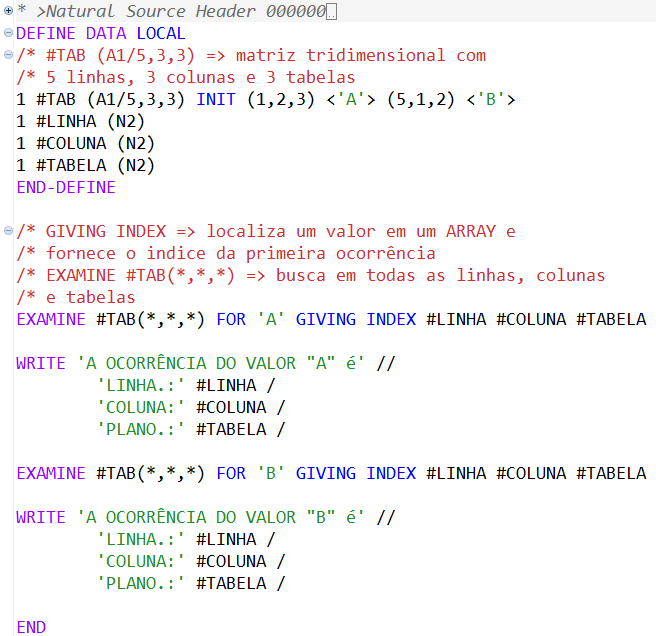 * >Natural Source Header 000000..
DEFINE DATA LOCAL
/* #TAB (A1/5,3,3) => matriz tridimensional com
/* 5 linhas, 3 colunas e 3 tabelas
1 #TAB (A1/5,3,3) INIT (1,2,3) <'A'> (5,1,2) <'B'>
1 #LINHA (N2)
1 #COLUNA (N2)
1 #TABELA (N2)
END-DEFINE
/* GIVING INDEX => localiza um valor em um ARRAY e
/* fornece o indice da primeira ocorrência
/* EXAMINE #TAB(*,*,*) => busca em todas as linhas, colunas
/* e tabelas
EXAMINE #TAB(*,*,*) FOR 'A' GIVING INDEX #LINHA #COLUNA #TABELA
WRITE 'A OCORRÊNCIA DO VALOR "A" é' //
'LINHA.:' #LINHA /
'COLUNA:' #COLUNA /
'PLANO.:' #TABELA /
EXAMINE #TAB(*,*,*) FOR 'B' GIVING INDEX #LINHA #COLUNA #TABELA
WRITE 'A OCORRÊNCIA DO VALOR "B" é' //
'LINHA.:' #LINHA /
'COLUNA:' #COLUNA /
'PLANO.:' #TABELA /
END